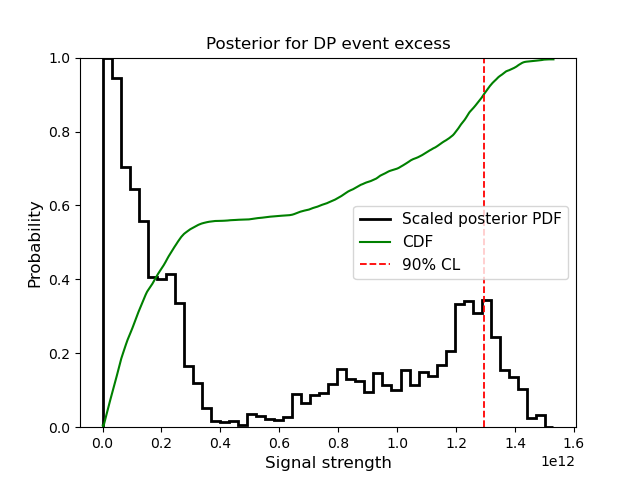 Posterior for DP event excess
Probability
1.0
0.8
0.6
0.4
0.2
0.0
Scaled posterior PDF
CDF
90% CL
0.0 0.2 0.4 0.6 0.8 1.0 1.2 1.4 1.6
1e12
Signal strength